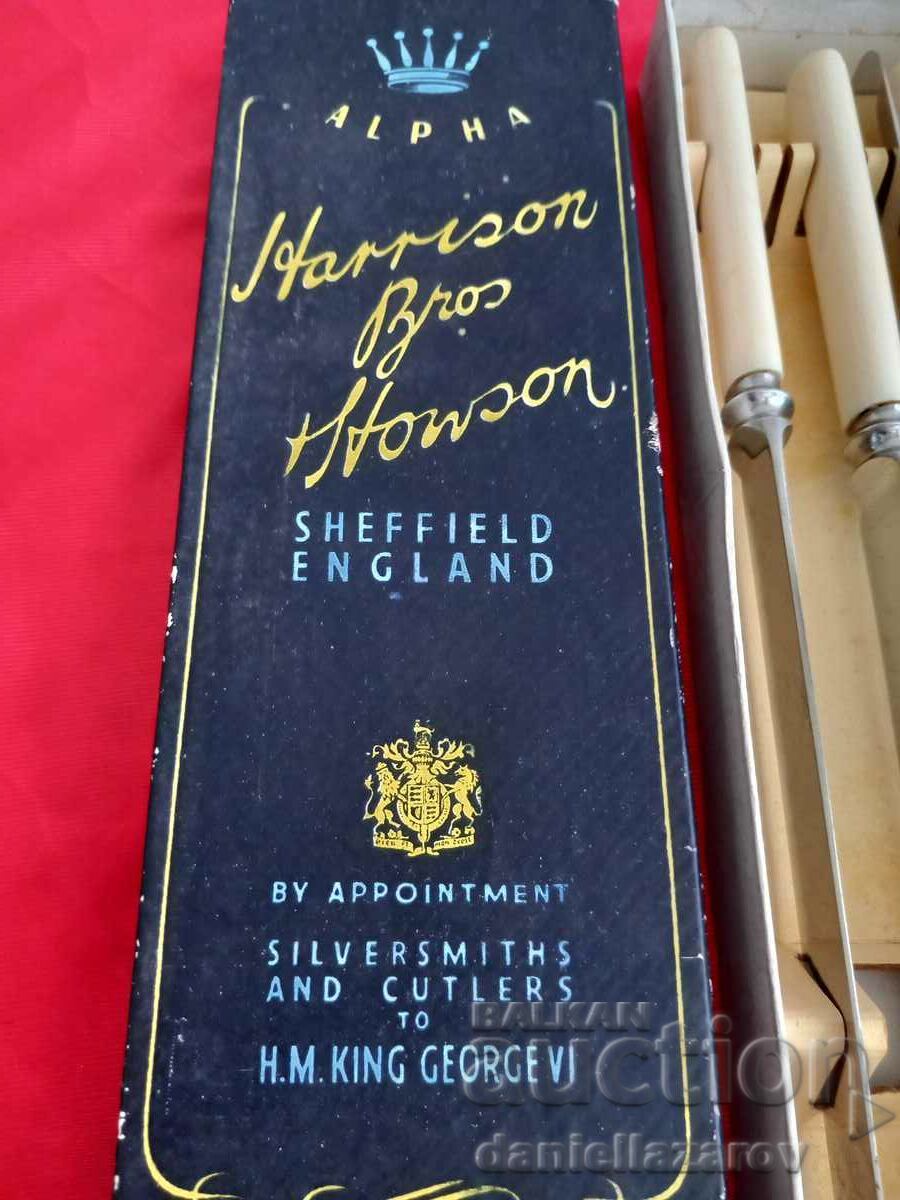 ALPHA
Harrison
Bros
+Howson
SHEFFIELD
ENGLAND
BY APPOINTMENT
SILVERSMITHS
AND CUTLERS
TO
H.M. KING GEORGE VI
BALKAN
auction
daniellazarov